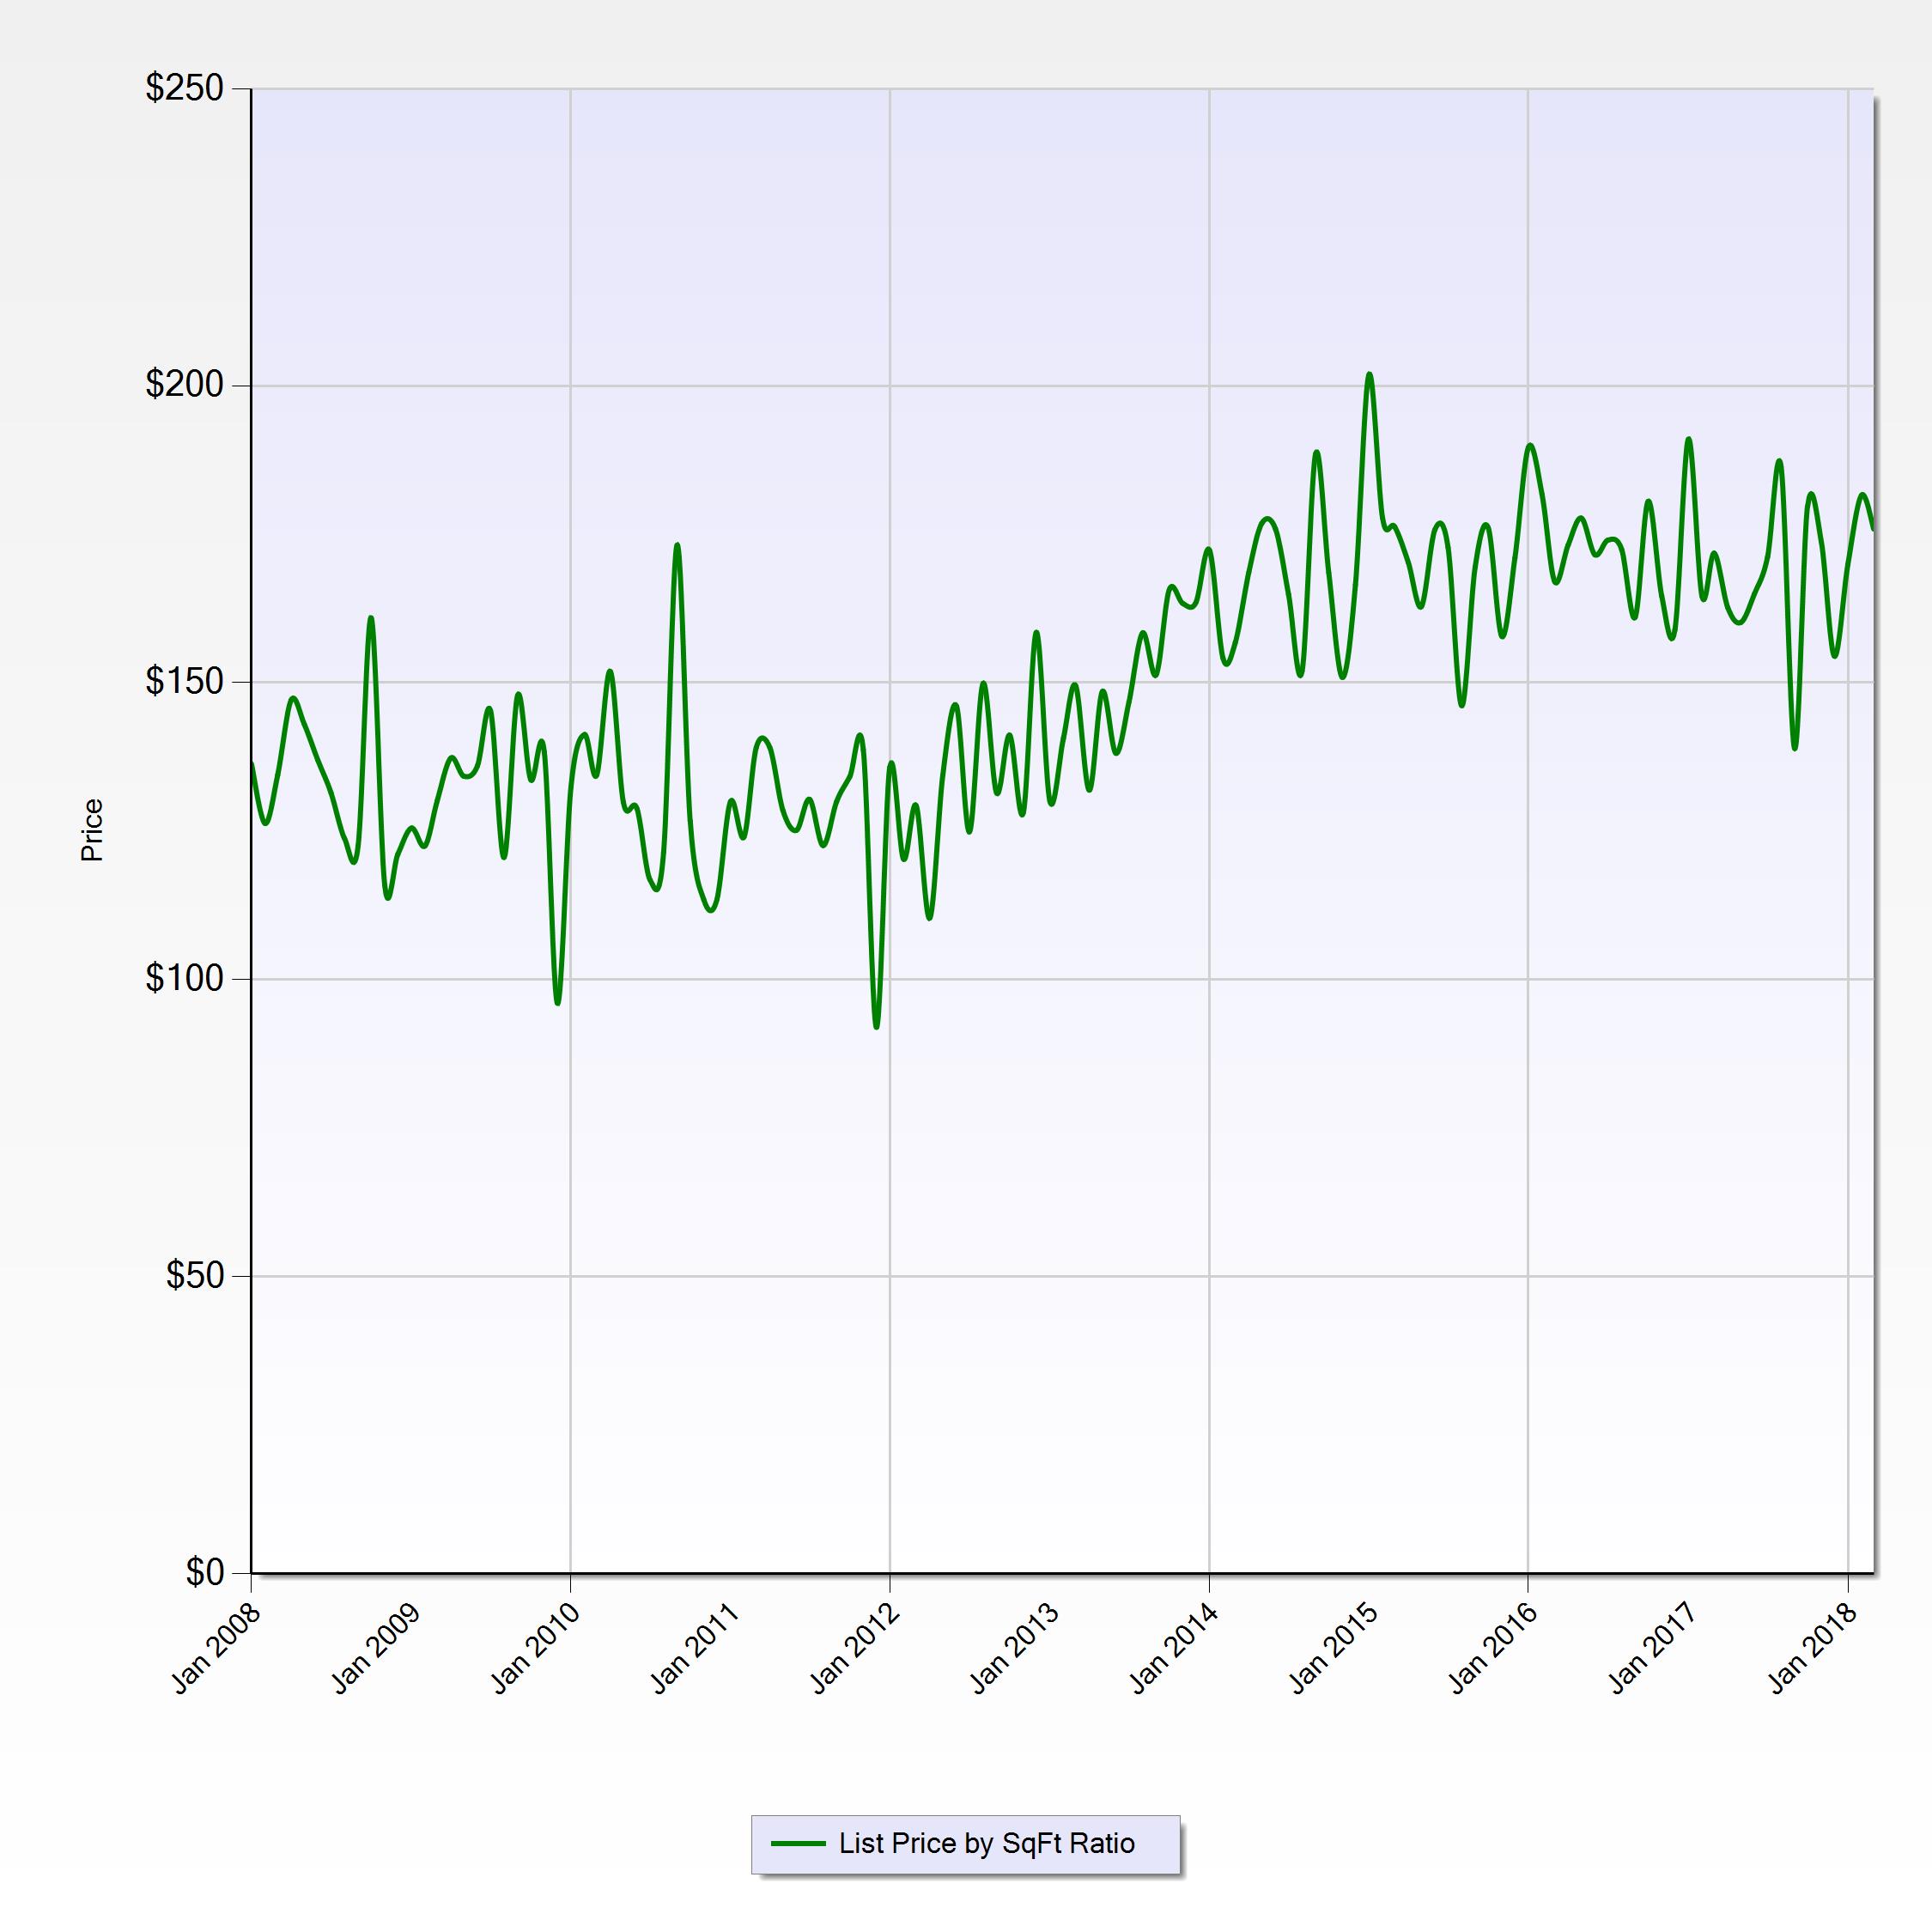 $250
$200
$150
$100
$50
$0
Price
Jan 2008
Jan 2009
Jan 2010
Jan 2011
Jan 2012
Jan 2013
Jan 2014
Jan 2015
Jan 2016
Jan 2017
Jan 2018
List Price by SqFt Ratio